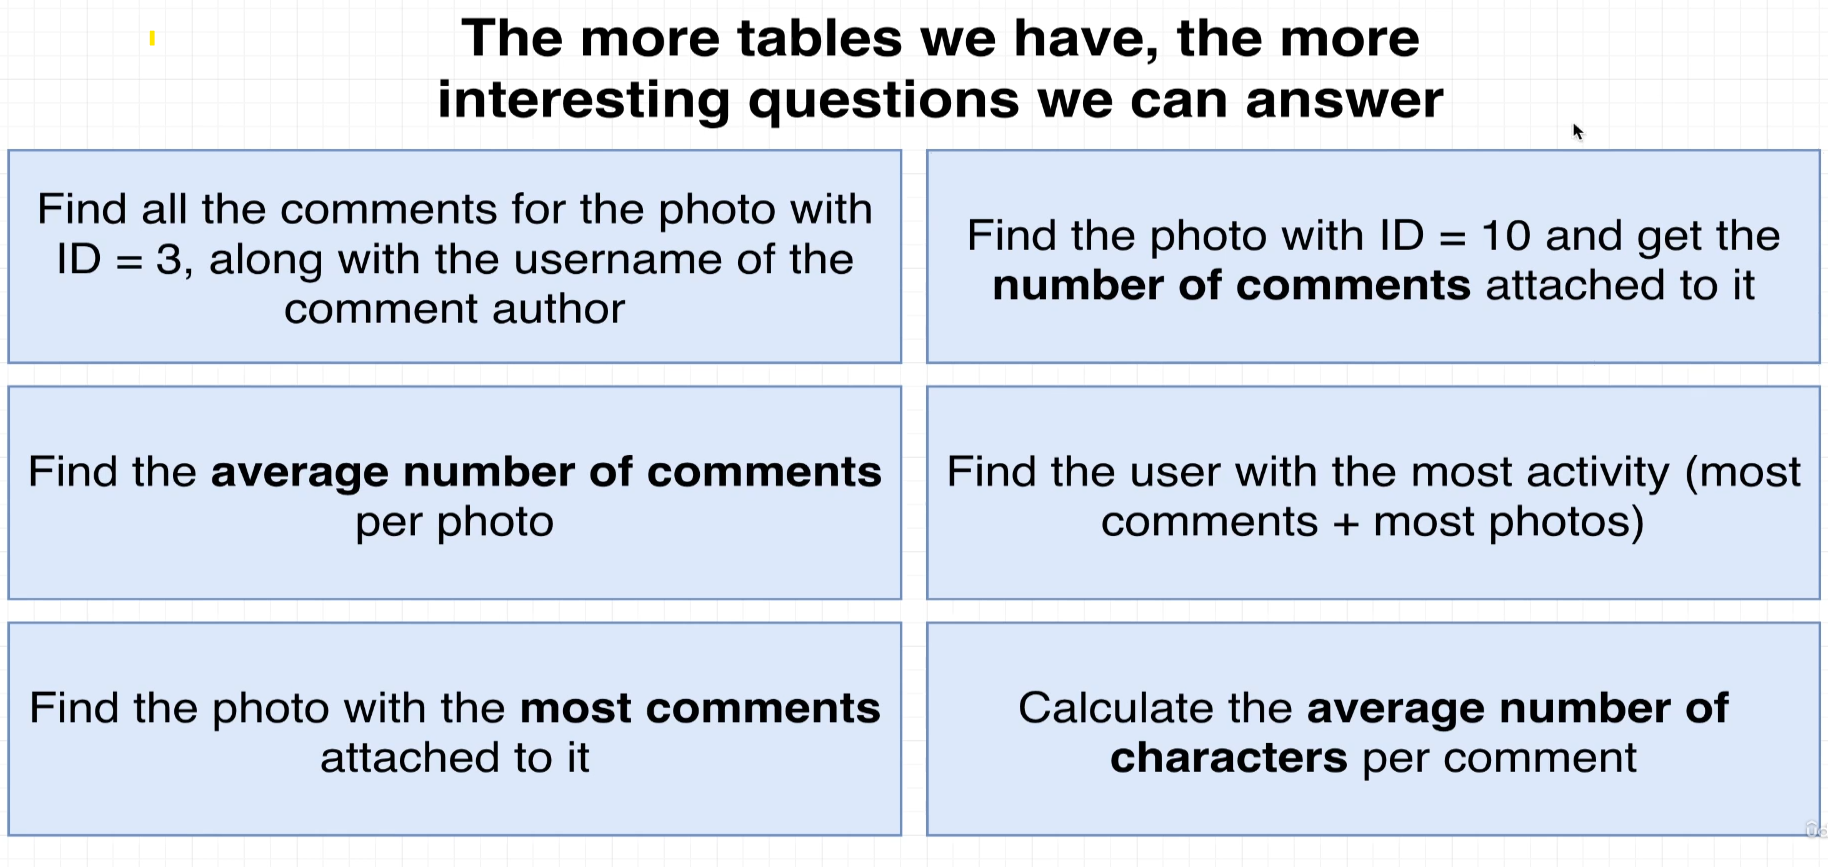 The more tables we have, the more
interesting questions we can answer
Find all the comments for the photo with
ID = 3, along with the username of the
comment author
Find the photo with ID = 10 and get the
number of comments attached to it
Find the average number of comments
per photo
Find the user with the most activity (most
comments + most photos)
Find the photo with the most comments
attached to it
Calculate the average number of
characters per comment